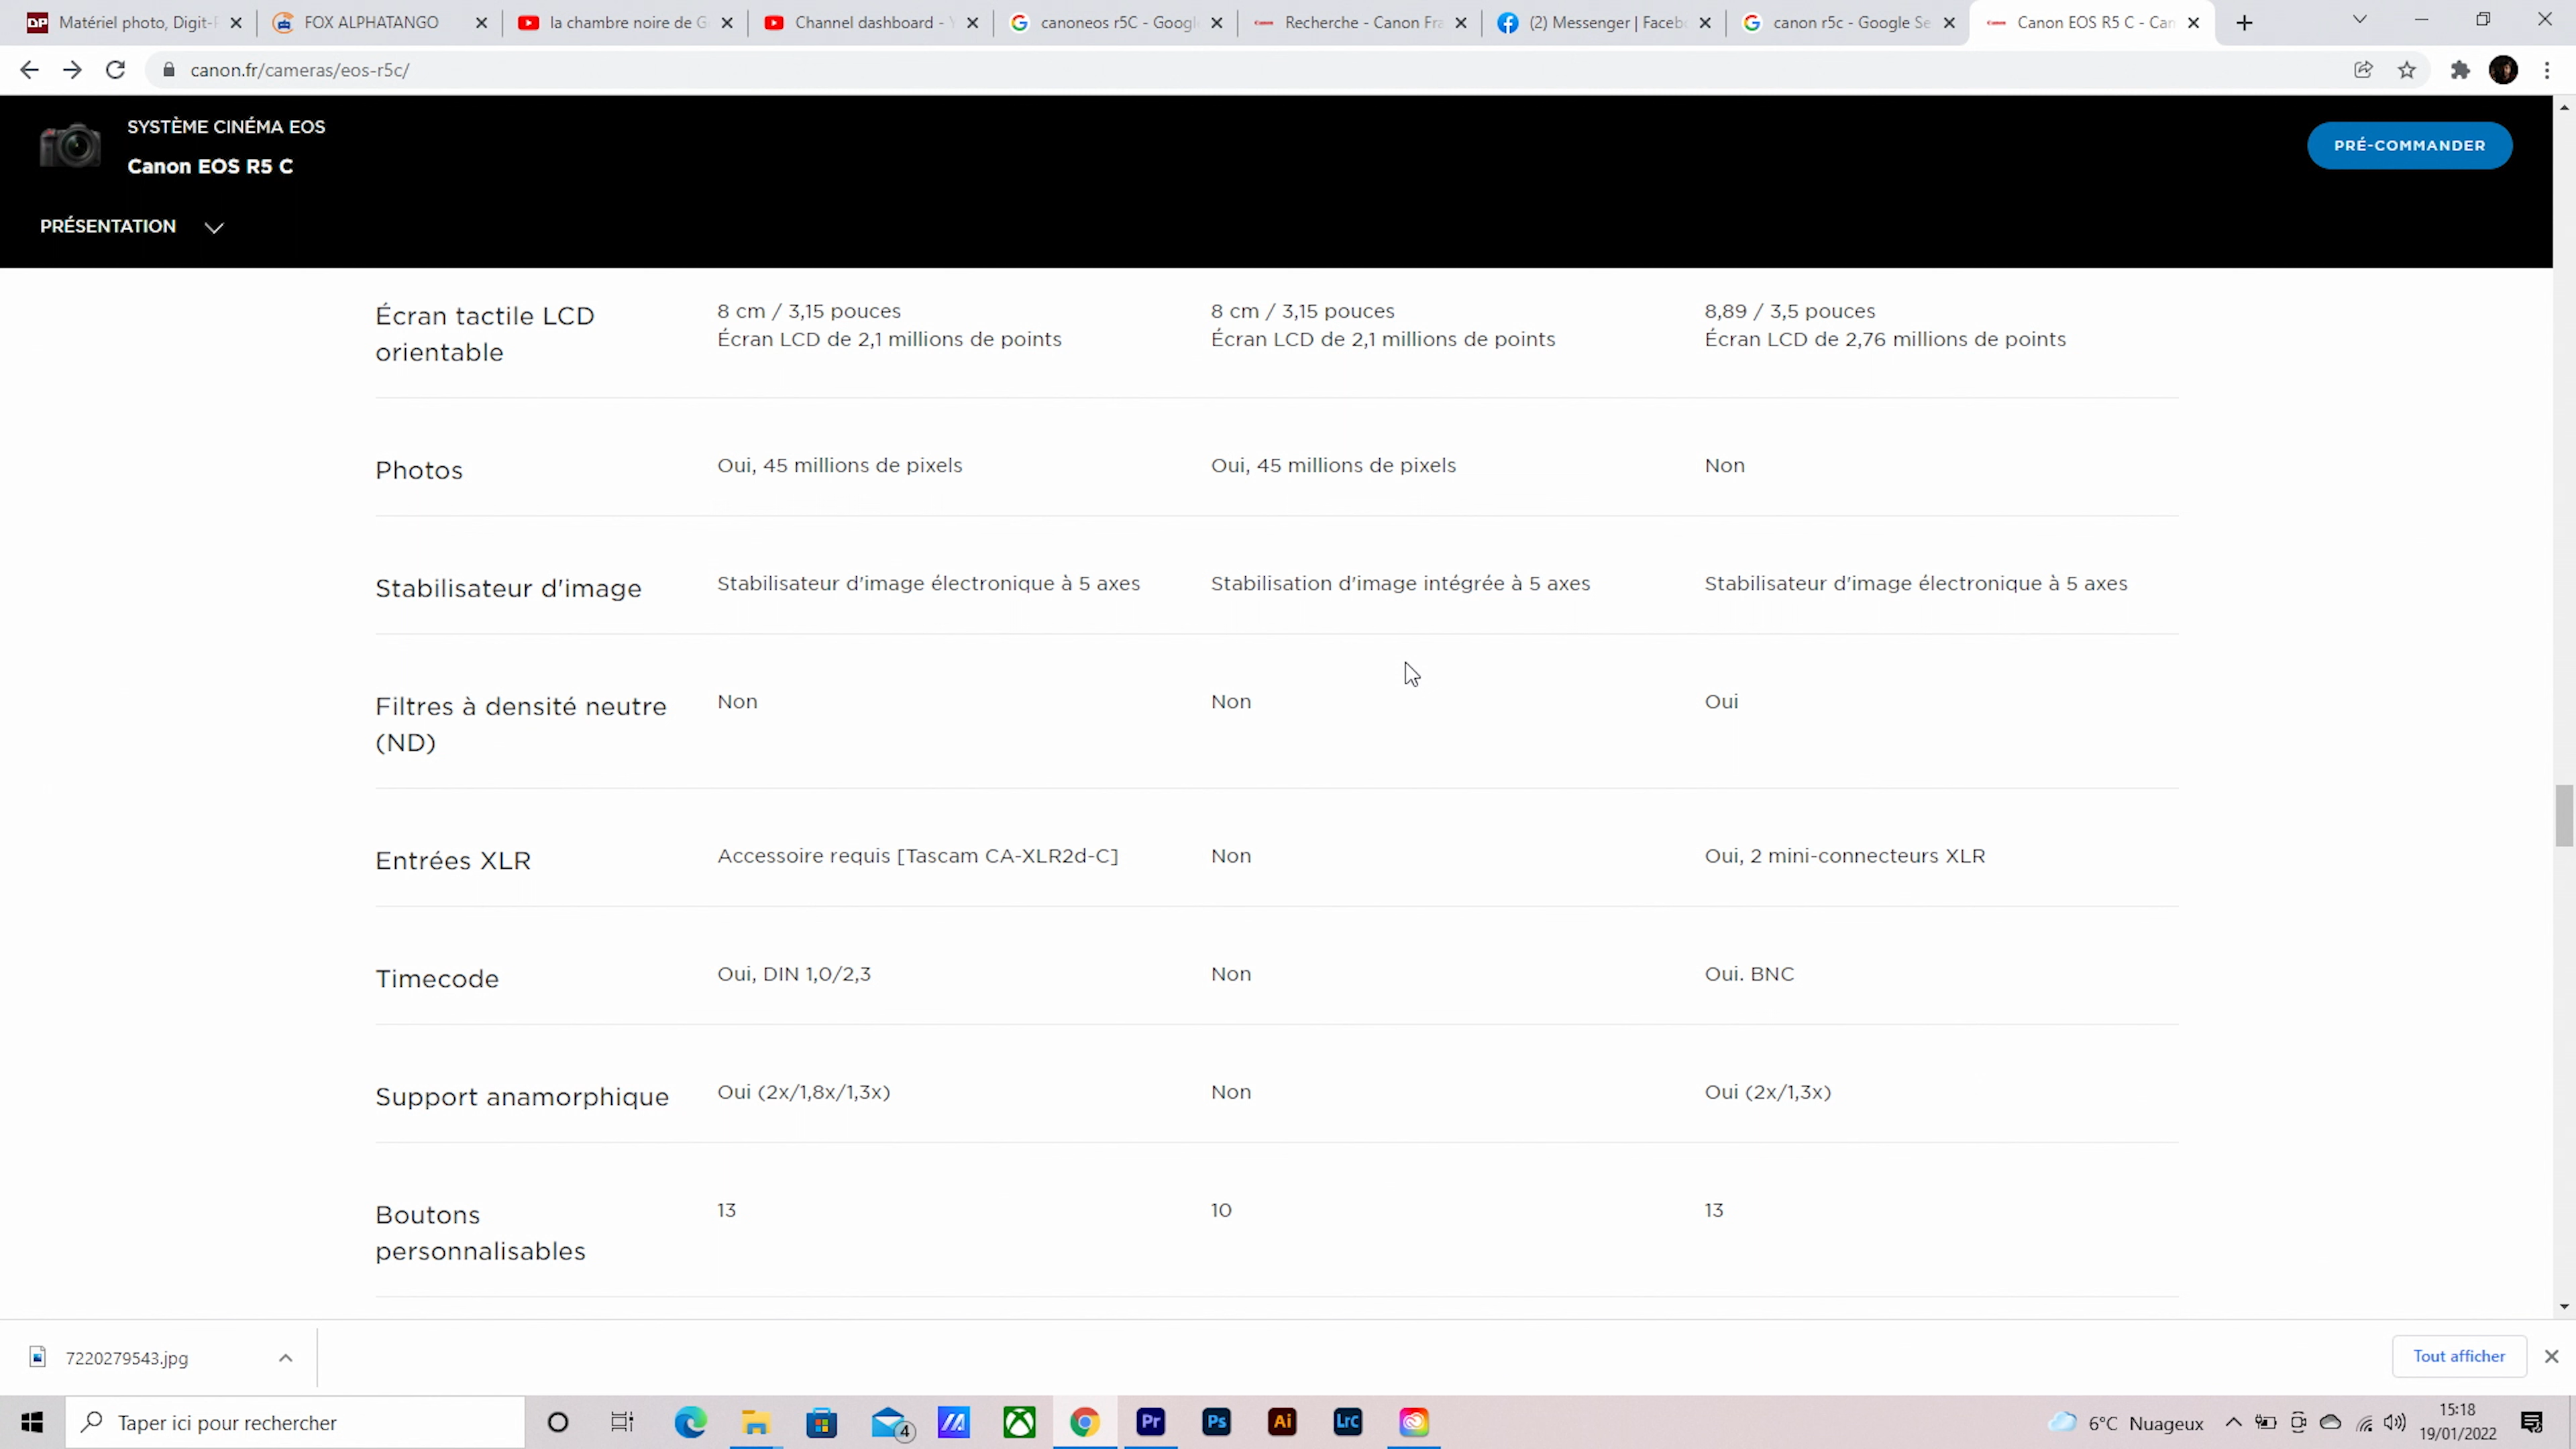 Matériel photo, Digit-P
FOX ALPHATANGO
la chambre noire de G
Channel dashboard - Y
canoneos r5C - Googl
Recherche - Canon Fra
(2) Messenger | Facebo
canon r5c - Google Se
Canon EOS R5 C - Can
canon.fr/cameras/eos-r5c/
SYSTÈME CINÉMA EOS
Canon EOS R5 C
PRÉ-COMMANDER
PRÉSENTATION
Écran tactile LCD orientable
8 cm / 3,15 pouces
Écran LCD de 2,1 millions de points
8 cm / 3,15 pouces
Écran LCD de 2,1 millions de points
8,89 / 3,5 pouces
Écran LCD de 2,76 millions de points
Photos
Oui, 45 millions de pixels
Oui, 45 millions de pixels
Non
Stabilisateur d'image
Stabilisateur d'image électronique à 5 axes
Stabilisation d'image intégrée à 5 axes
Stabilisateur d'image électronique à 5 axes
Filtres à densité neutre
(ND)
Non
Non
Oui
Entrées XLR
Accessoire requis [Tascam CA-XLR2d-C]
Non
Oui, 2 mini-connecteurs XLR
Timecode
Oui, DIN 1,0/2,3
Non
Oui. BNC
Support anamorphique
Oui (2x/1,8x/1,3x)
Non
Oui (2x/1,3x)
Boutons
personnalisables
13
10
13
7220279543.jpg
Tout afficher
Taper ici pour rechercher
4
Pr
Ps
Ai
Lrc
6°C Nuageux
15:18
19/01/2022